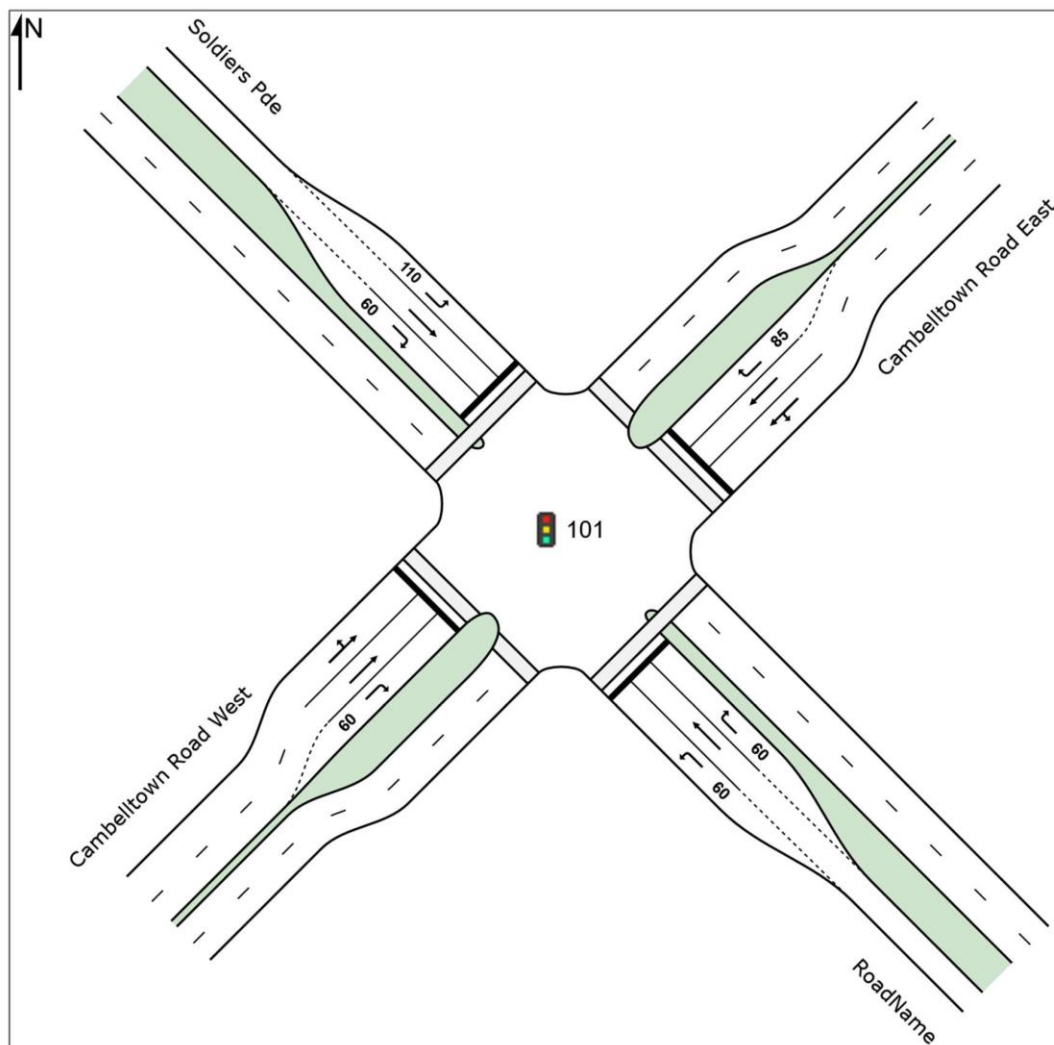 N
Soldiers Pde
Cambelltown Road East
110
60
85
101
60
60
60
Cambelltown Road West
RoadName